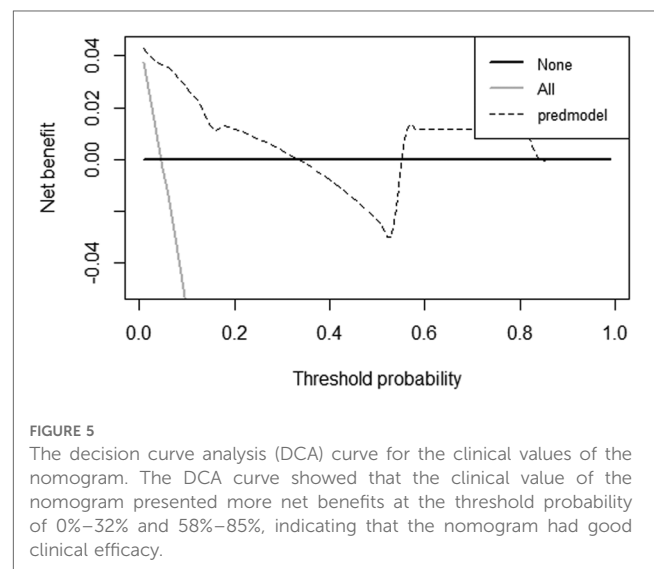 None
All
predmodel
Net benefit
0.04
0.02
0.00
-0.04
0.0 0.2 0.4 0.6 0.8 1.0
Threshold probability
FIGURE 5
The decision curve analysis (DCA) curve for the clinical values of the
nomogram. The DCA curve showed that the clinical value of the
nomogram presented more net benefits at the threshold probability
of 0%–32% and 58%–85%, indicating that the nomogram had good
clinical efficacy.